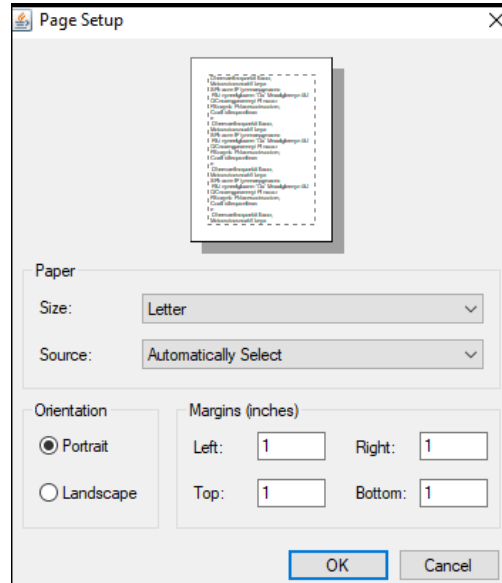 Page Setup
Paper
Size: Letter
Source: Automatically Select
Orientation
Portrait
Landscape
Margins (inches)
Left: 1 Right: 1
Top: 1 Bottom: 1
OK Cancel